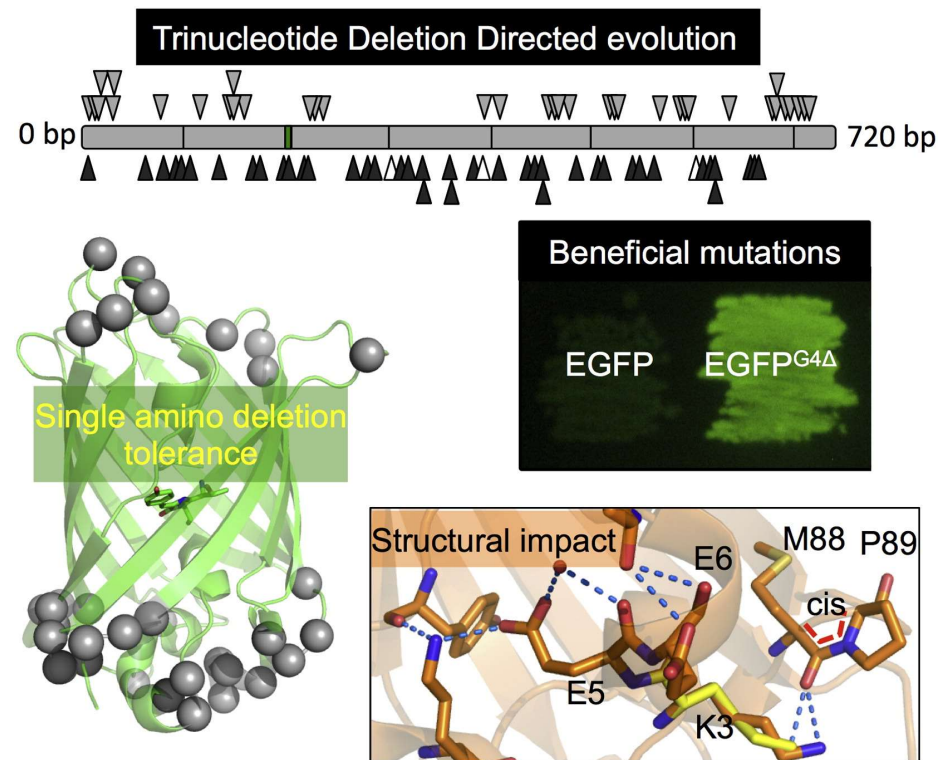 Trinucleotide Deletion Directed evolution
0 bp
720 bp
Beneficial mutations
EGFP
EGFPG4Δ
Single amino deletion
tolerance
Structural impact
E6
M88
P89
cis
E5
K3